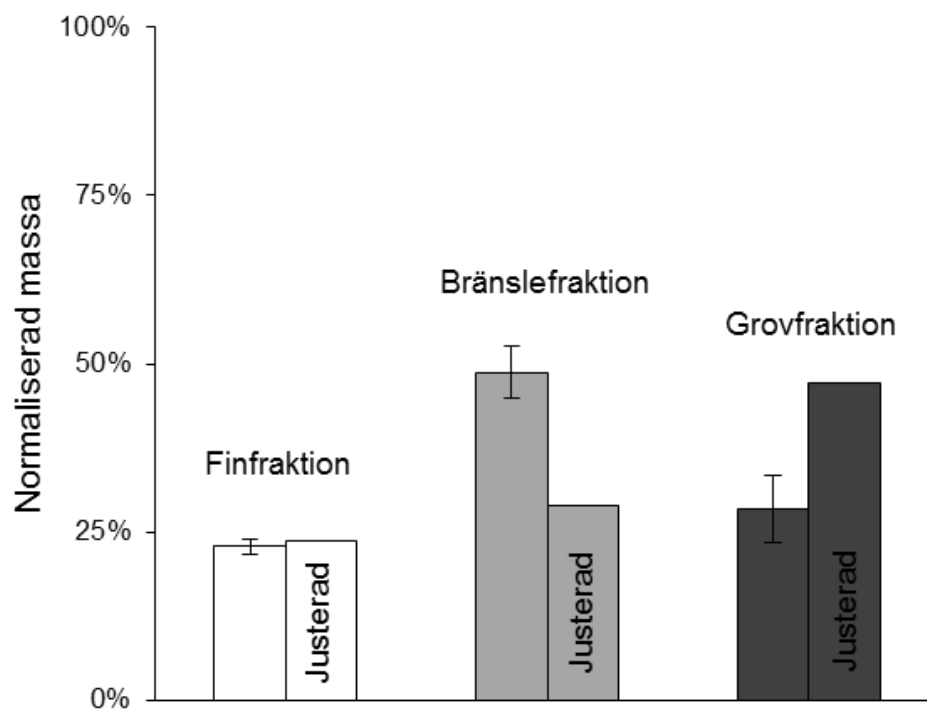 100%
75%
50%
25%
0%
Normaliserad massa
Finfraktion
Bränslefraktion
Grovfraktion
Justerad
Justerad
Justerad